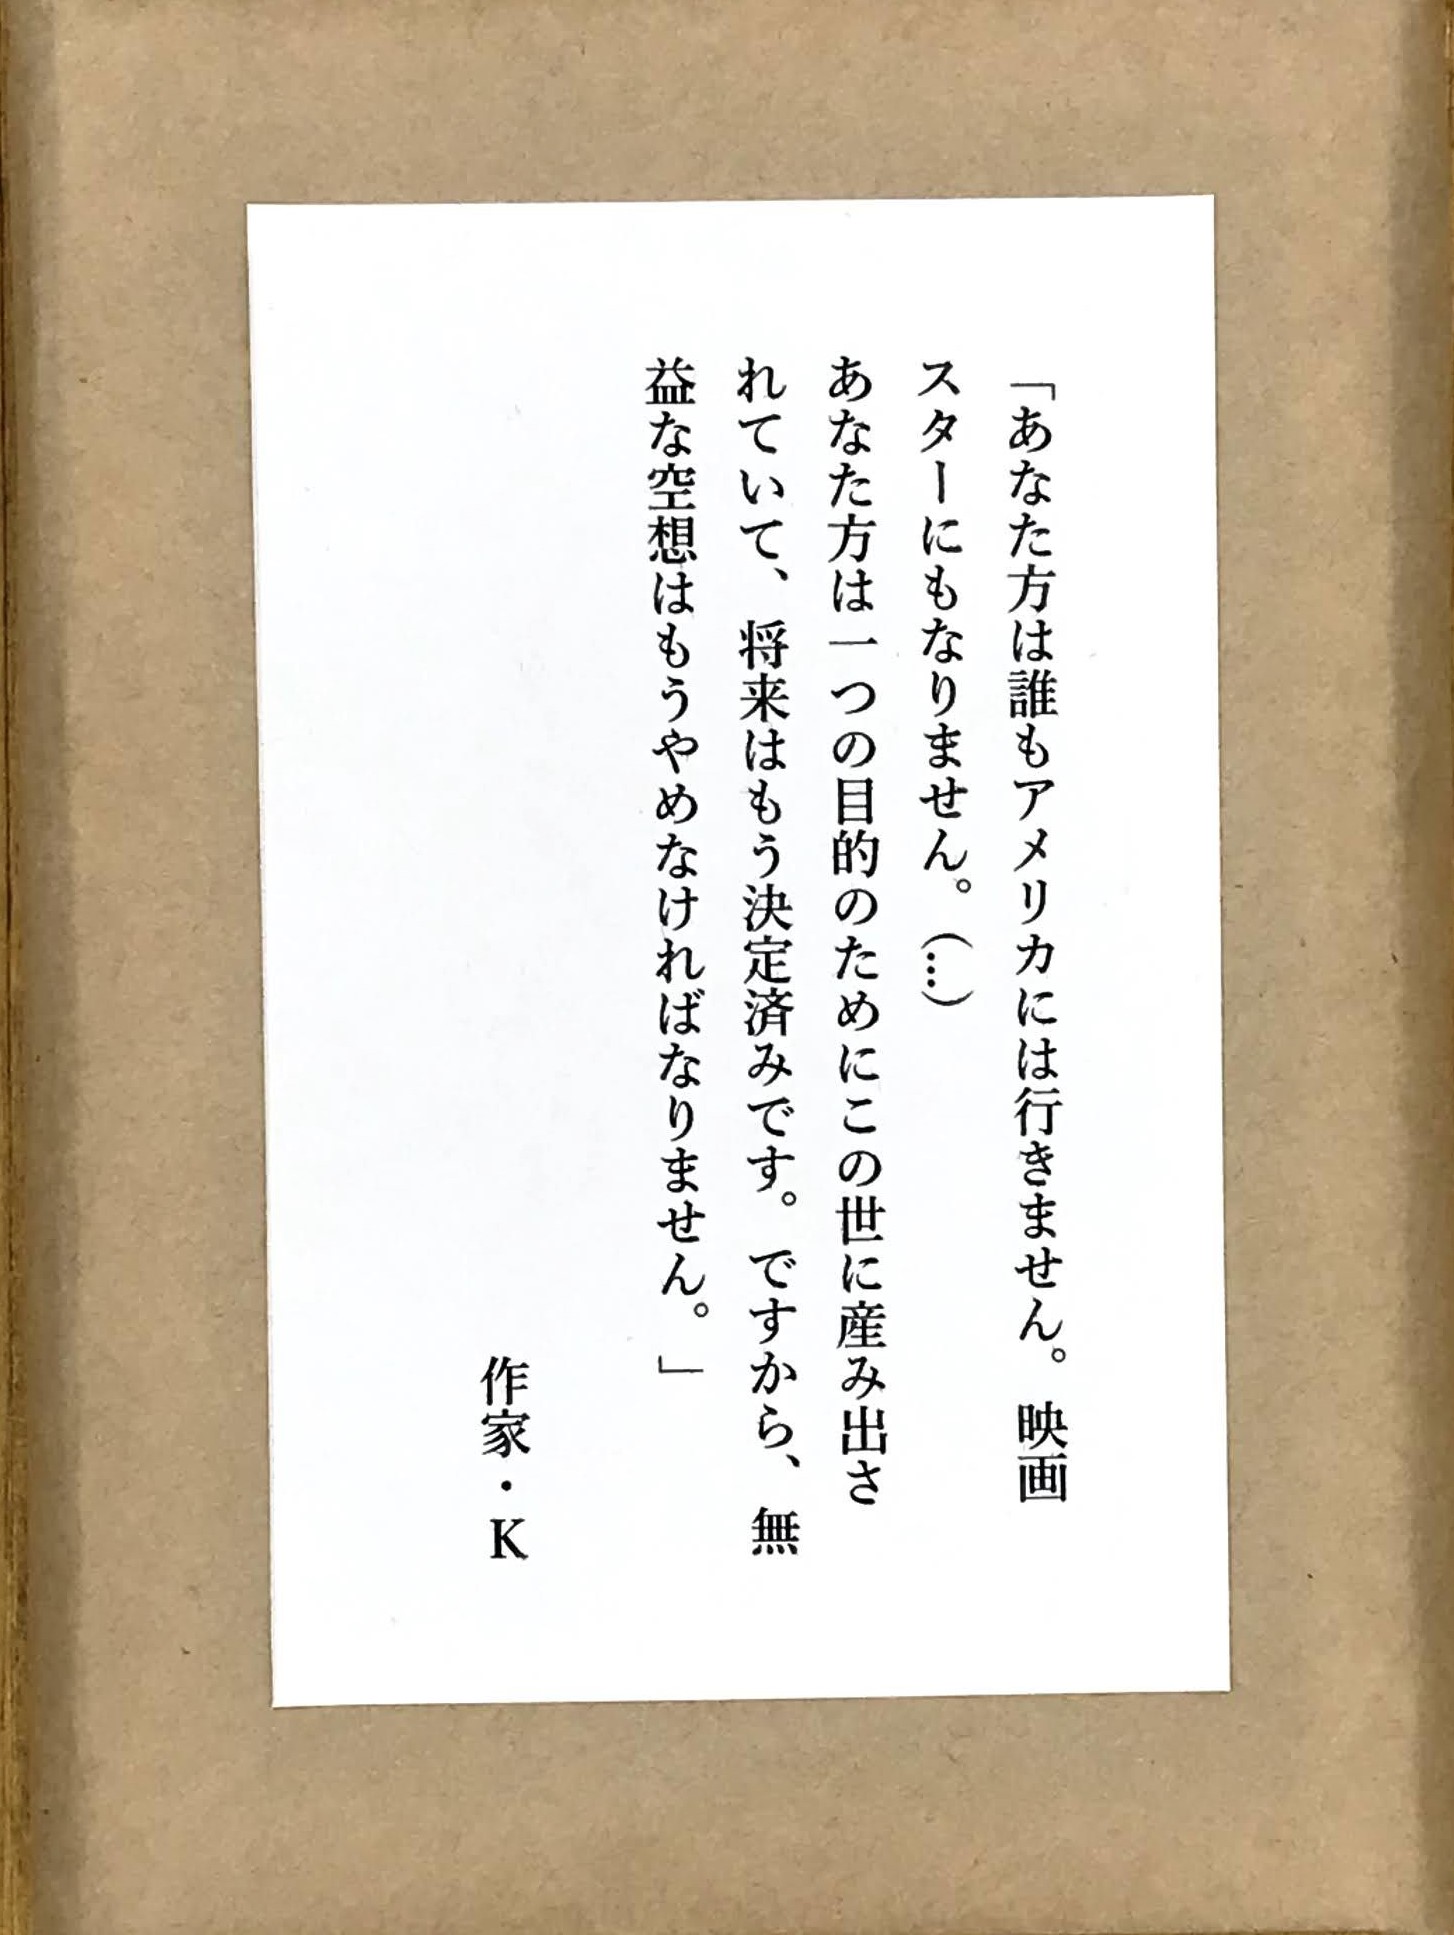 「あなた方は誰もアメリカには行きません。映画
スターにもなりません。(…)
あなた方は一つの目的のためにこの世に産み出さ
れていて、将来はもう決定済みです。ですから、無
益な空想はもうやめなければなりません。」
作家・K